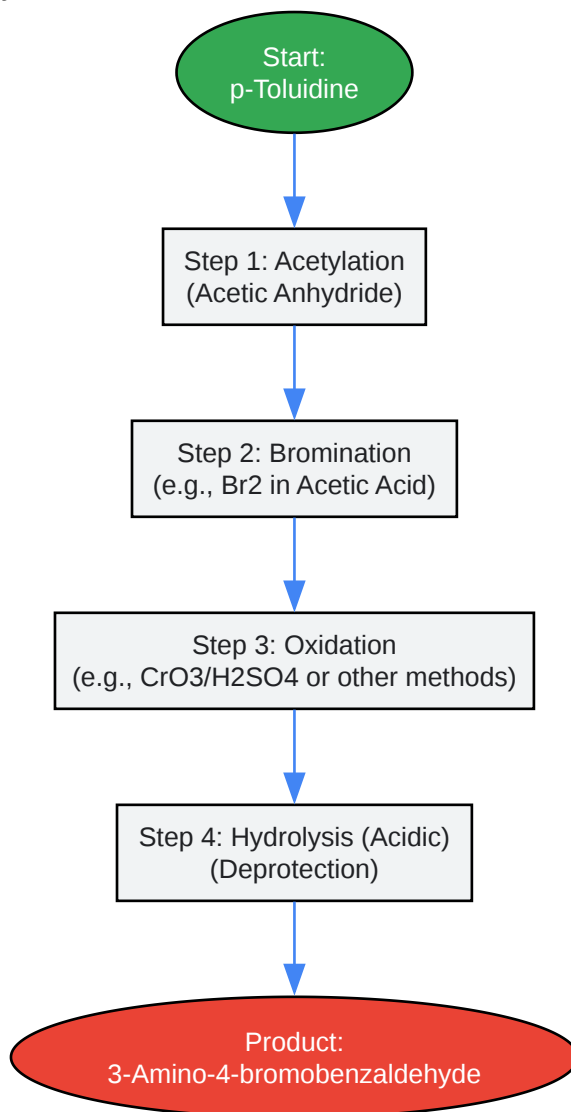 Start:
p-Toluidine
Step 1: Acetylation
(Acetic Anhydride)
Step 2: Bromination
(e.g., Br2 in Acetic Acid)
Step 3: Oxidation
(e.g., CrO3/H2SO4 or other methods)
Step 4: Hydrolysis (Acidic)
(Deprotection)
Product:
3-Amino-4-bromobenzaldehyde